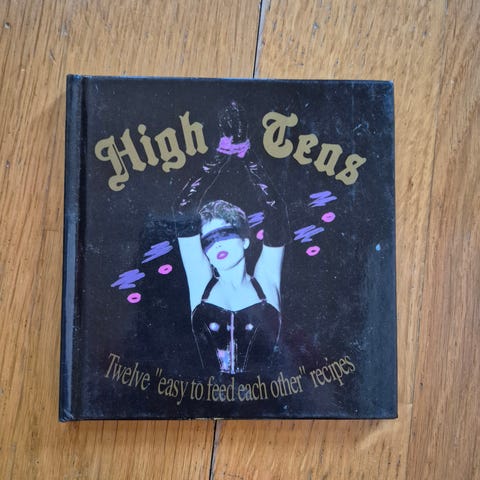 High Teas
Twelve "easy to feed each other" recipes